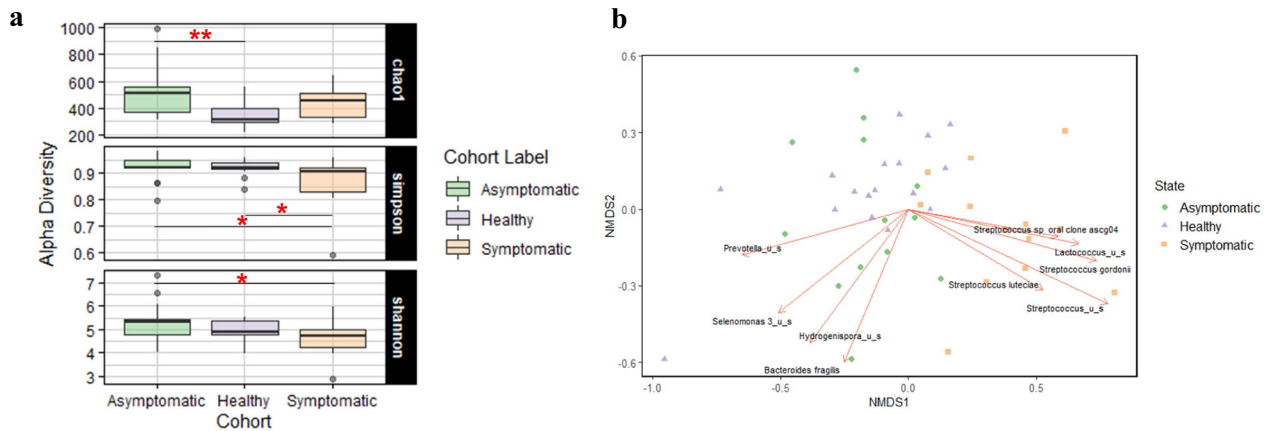 a
Alpha Diversity
1000
800
600
400
200
**
chao1
0.9
0.8
0.7
0.6
*
*
simpson
7
6
5
4
3
*
shannon
Asymptomatic Healthy Symptomatic
Cohort
Cohort Label
Asymptomatic
Healthy
Symptomatic
b
NMDS2
0.6
0.3
0.0
-0.3
-0.6
Streptococcus sp_oral clone ascg04
Prevotella_u_s
Lactococcus_u_s
Streptococcus gordonii
Streptococcus luteciae
Streptococcus_u_s
Selenomonas 3_u_s
Hydrogenispora_u_s
Bacteroides fragilis
-1.0 -0.5 0.0 0.5
NMDS1
State
Asymptomatic
Healthy
Symptomatic